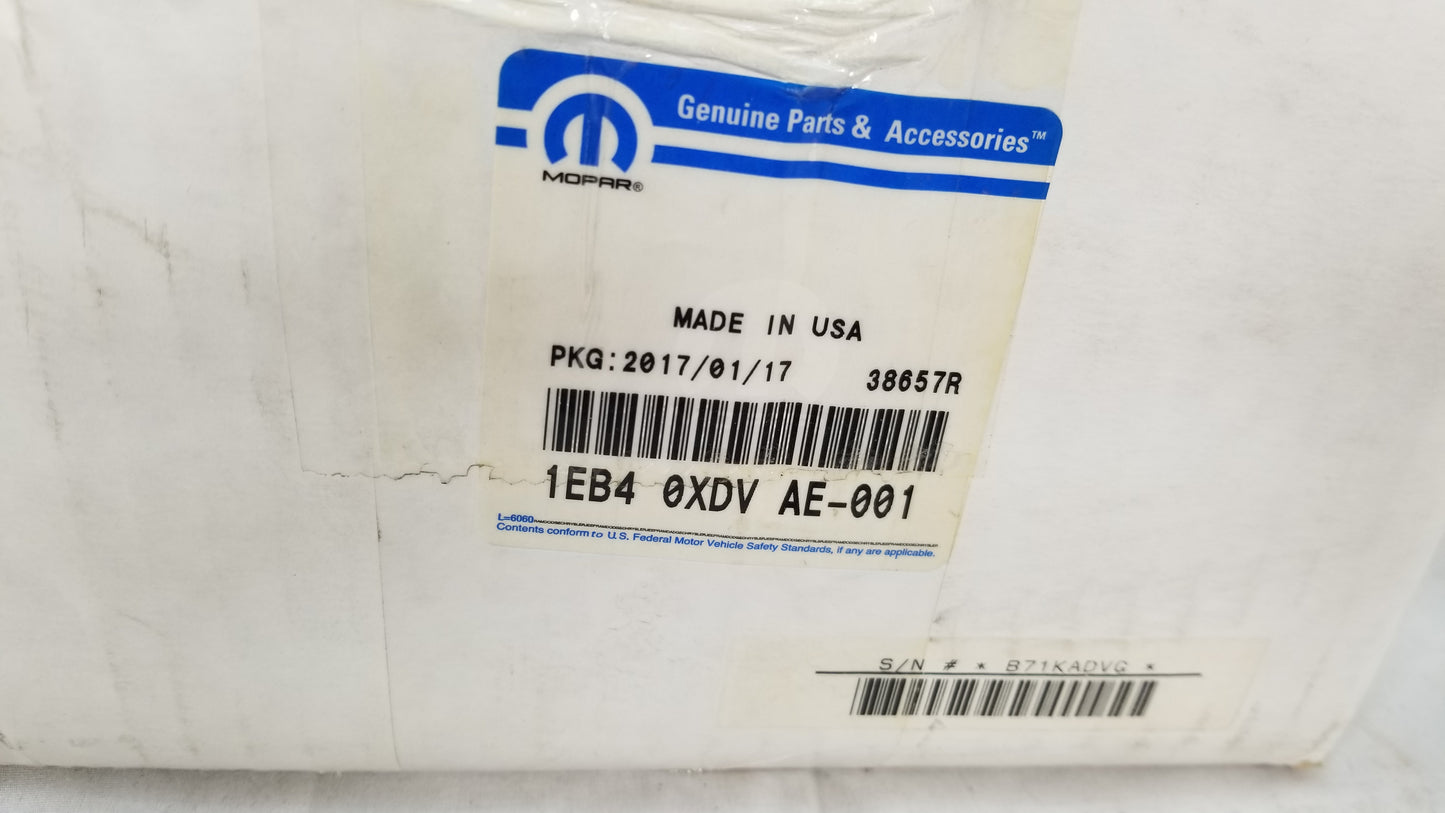 Genuine Parts & Accessories™
MOPAR®
MADE IN USA
PKG:2017/01/17 38657R
1EB4 0XDV AE-001
L=6060
Contents conform to U.S. Federal Motor Vehicle Safety Standards, if any are applicable.
S/N # * B71KADVG *